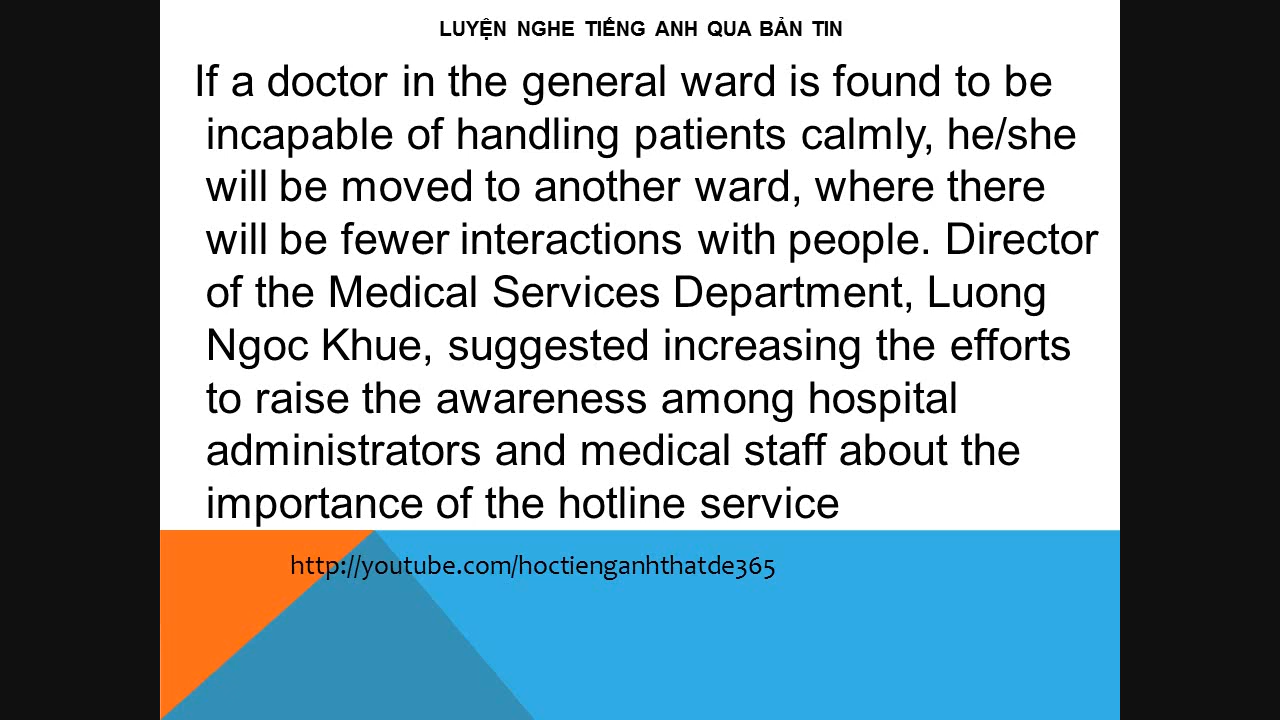 LUYỆN NGHE TIẾNG ANH QUA BẢN TIN
If a doctor in the general ward is found to be
incapable of handling patients calmly, he/she
will be moved to another ward, where there
will be fewer interactions with people. Director
of the Medical Services Department, Luong
Ngoc Khue, suggested increasing the efforts
to raise the awareness among hospital
administrators and medical staff about the
importance of the hotline service
http://youtube.com/hoctienganhthatde365